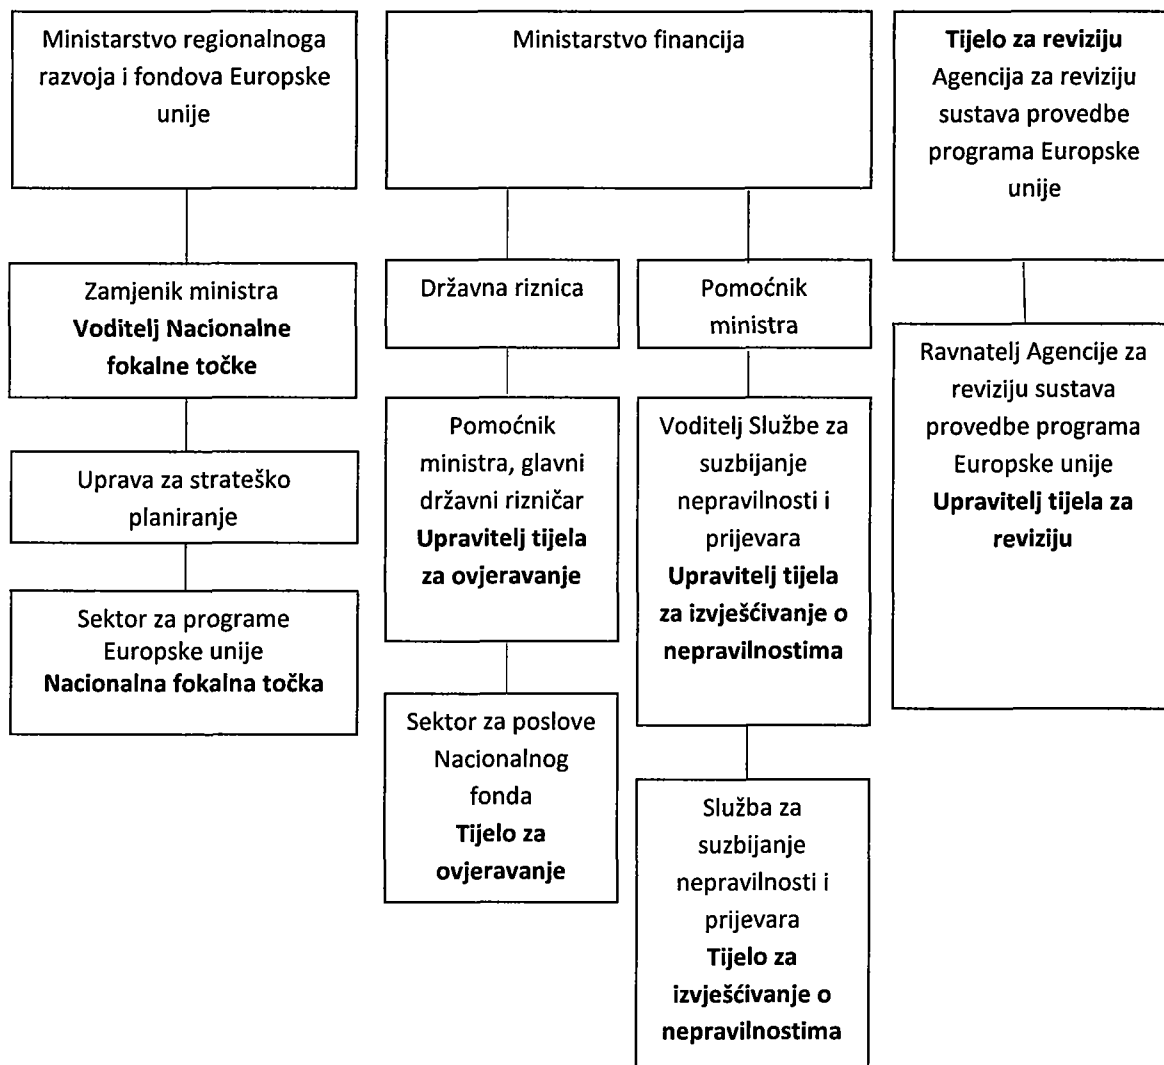 Ministarstvo regionalnoga
razvoja i fondova Europske
unije
Zamjenik ministra
Voditelj Nacionalne
fokalne točke
Uprava za strateško
planiranje
Sektor za programe
Europske unije
Nacionalna fokalna točka
Ministarstvo financija
Državna riznica
Pomoćnik
ministra, glavni
državni rizničar
Upravitelj tijela
za ovjeravanje
Sektor za poslove
Nacionalnog
fonda
Tijelo za
ovjeravanje
Pomoćnik
ministra
Voditelj Službe za
suzbijanje
nepravilnosti i
prijevara
Upravitelj tijela
za izvješćivanje o
nepravilnostima
Služba za
suzbijanje
nepravilnosti i
prijevara
Tijelo za
izvješćivanje o
nepravilnostima
Tijelo za reviziju
Agencija za reviziju
sustava provedbe
programa Europske
unije
Ravnatelj Agencije za
reviziju sustava
provedbe programa
Europske unije
Upravitelj tijela za
reviziju